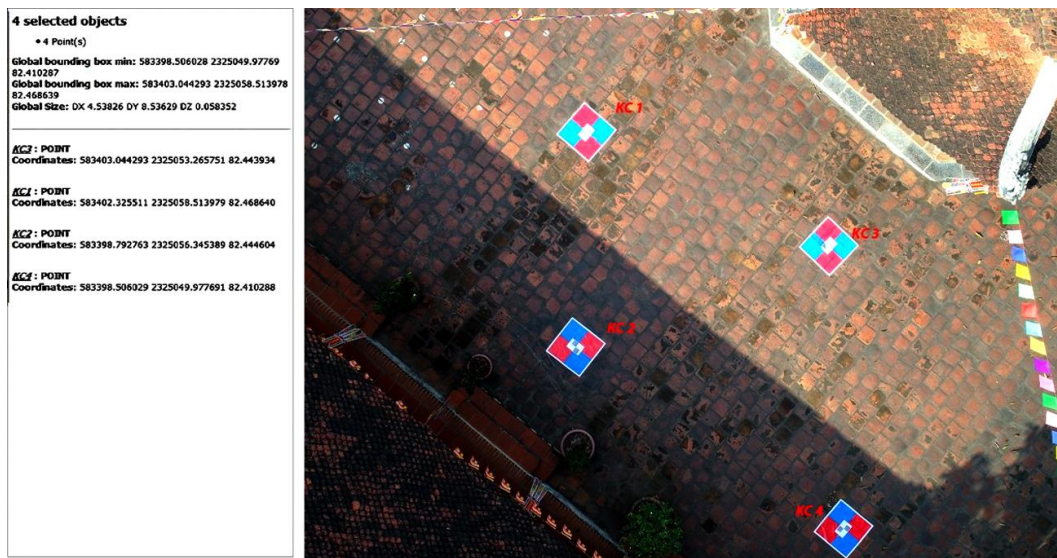 4 selected objects
• 4 Point(s)
Global bounding box min: 583398.506028 2325049.97769
82.410287
Global bounding box max: 583403.044293 2325058.513978
82.468639
Global Size: DX 4.53826 DY 8.53629 DZ 0.058352
KC3 : POINT
Coordinates: 583403.044293 2325053.265751 82.443934
KC1 : POINT
Coordinates: 583402.325511 2325058.513979 82.468640
KC2 : POINT
Coordinates: 583398.792763 2325056.345389 82.444604
KC4 : POINT
Coordinates: 583398.506029 2325049.977691 82.410288
KC 1
KC 3
KC 2
KC 4